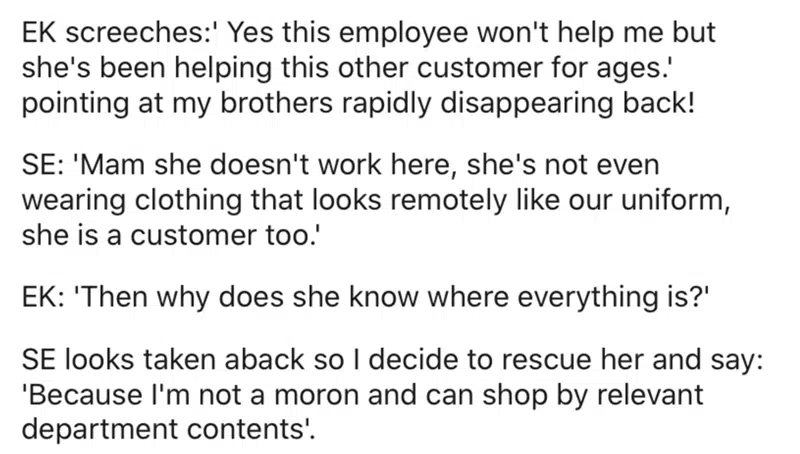 EK screeches:' Yes this employee won't help me but
she's been helping this other customer for ages.'
pointing at my brothers rapidly disappearing back!
SE: 'Mam she doesn't work here, she's not even
wearing clothing that looks remotely like our uniform,
she is a customer too.'
EK: 'Then why does she know where everything is?'
SE looks taken aback so I decide to rescue her and say:
'Because I'm not a moron and can shop by relevant
department contents'.